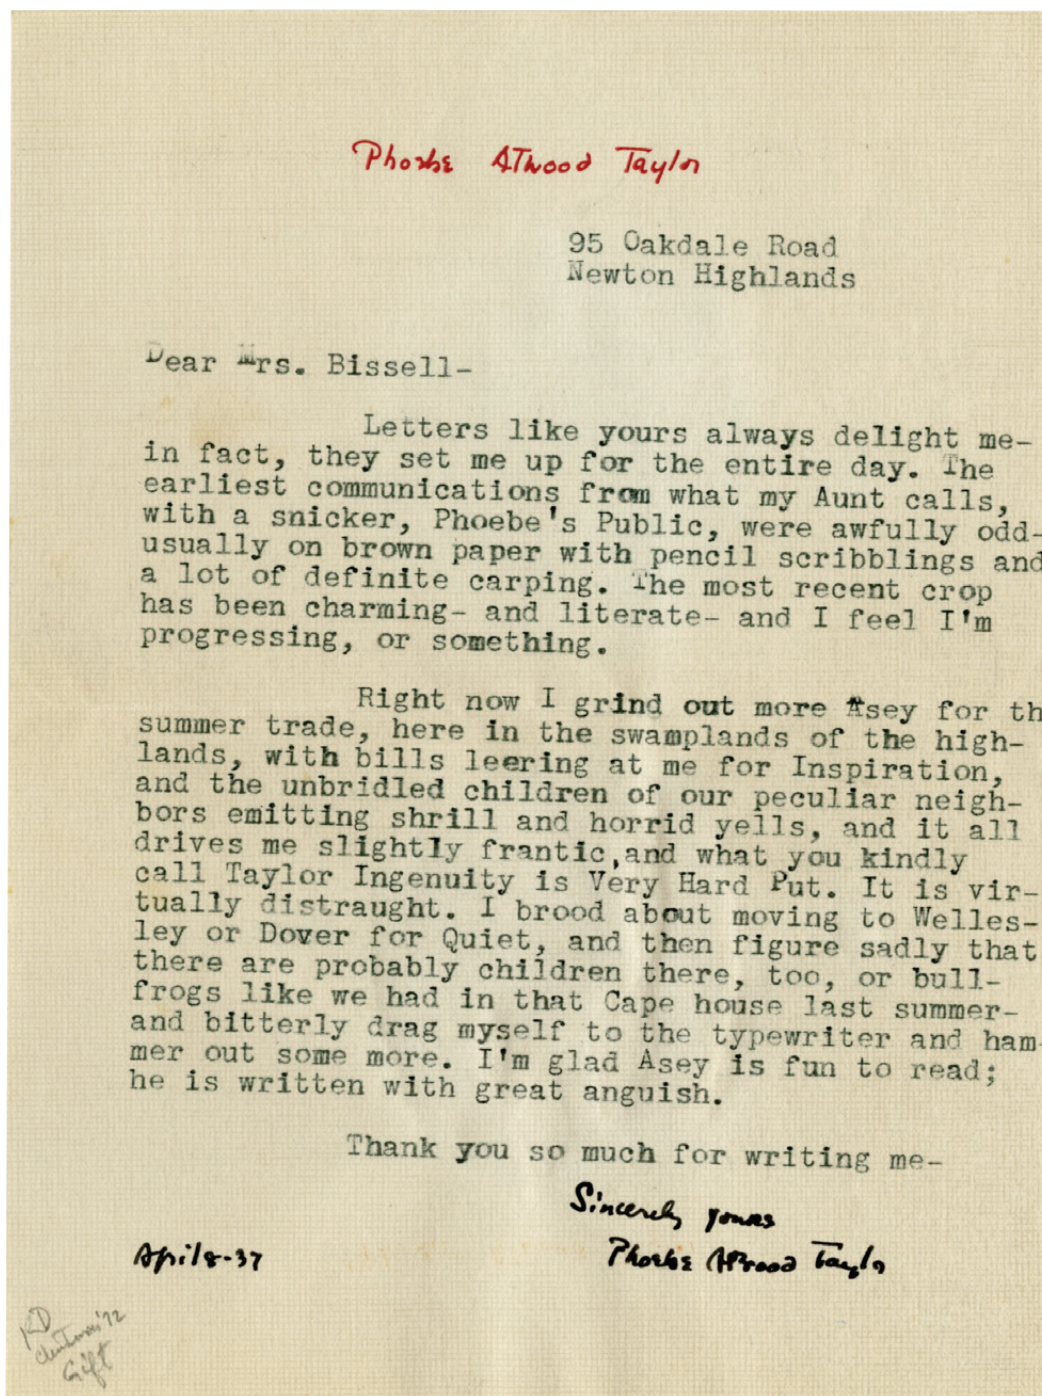 Phoebe Atwood Taylor
95 Oakdale Road
Newton Highlands
Dear Mrs. Bissell-
Letters like yours always delight me-
in fact, they set me up for the entire day. The
earliest communications from what my Aunt calls,
with a snicker, Phoebe's Public, were awfully odd-
usually on brown paper with pencil scribblings and
a lot of definite carping. The most recent crop
has been charming- and literate- and I feel I'm
progressing, or something.
Right now I grind out more Asey for th
summer trade, here in the swamplands of the high-
lands, with bills leering at me for Inspiration,
and the unbridled children of our peculiar neigh-
bors emitting shrill and horrid yells, and it all
drives me slightly frantic,and what you kindly
call Taylor Ingenuity is Very Hard Put. It is vir-
tually distraught. I brood about moving to Welles-
ley or Dover for Quiet, and then figure sadly that
there are probably children there, too, or bull-
frogs like we had in that Cape house last summer-
and bitterly drag myself to the typewriter and ham-
mer out some more. I'm glad Asey is fun to read;
he is written with great anguish.
Thank you so much for writing me-
Sincerely yours
Phoebe Atwood Taylor
April 8-37
Gift